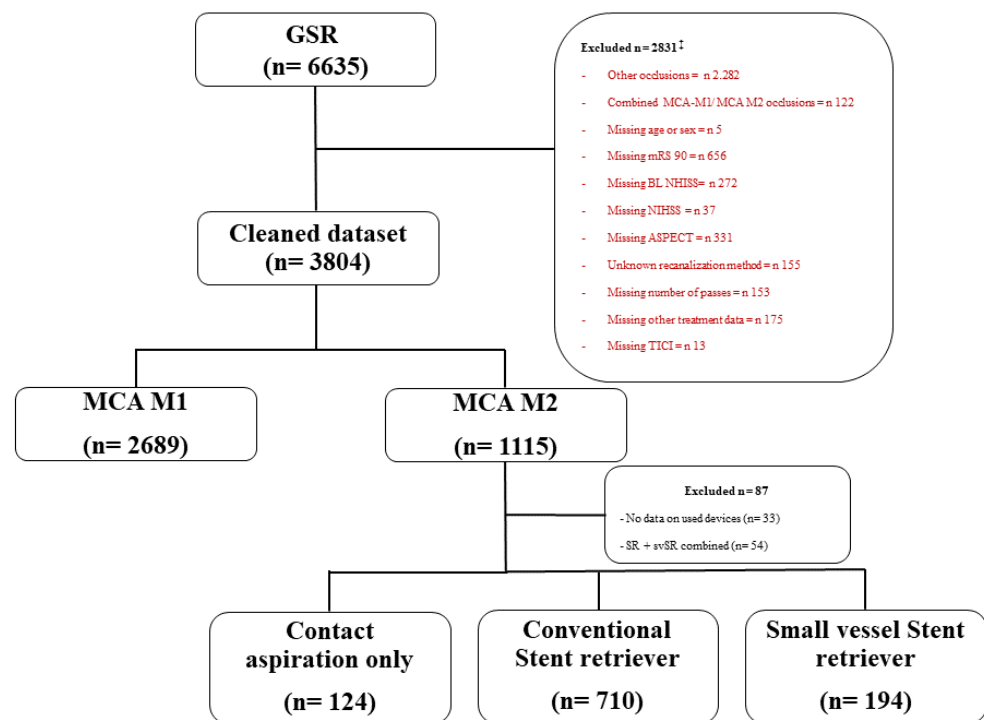 GSR
(n= 6635)
Excluded n= 2831‡
- Other occlusions = n 2.282
- Combined MCA-M1/ MCA M2 occlusions = n 122
- Missing age or sex = n 5
- Missing mRS 90 = n 656
- Missing BL NHISS= n 272
- Missing NIHSS = n 37
- Missing ASPECT = n 331
- Unknown recanalization method = n 155
- Missing number of passes = n 153
- Missing other treatment data = n 175
- Missing TICI = n 13
Cleaned dataset
(n= 3804)
MCA M1
(n= 2689)
MCA M2
(n= 1115)
Excluded n= 87
- No data on used devices (n= 33)
- SR + svSR combined (n= 54)
Contact
aspiration only
(n= 124)
Conventional
Stent retriever
(n= 710)
Small vessel Stent
retriever
(n= 194)